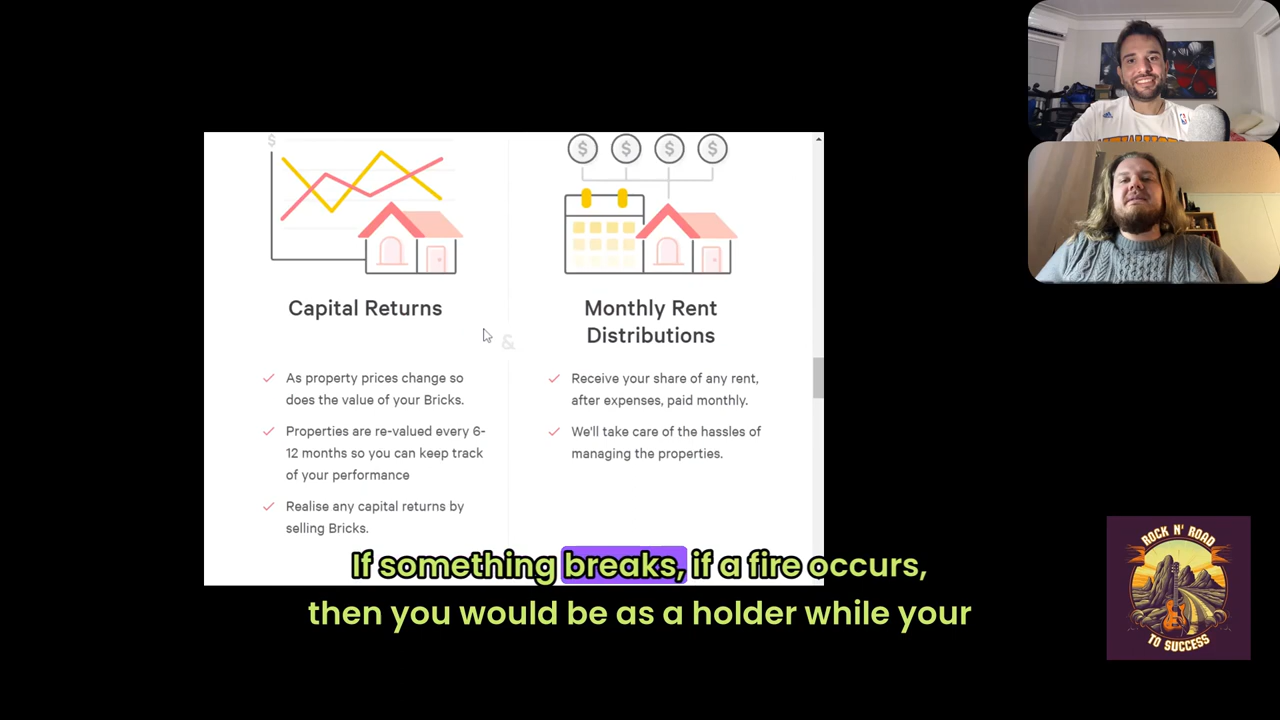 $
$ $ $ $
Capital Returns
&
Monthly Rent
Distributions
As property prices change so
does the value of your Bricks.
Properties are re-valued every 6-
12 months so you can keep track
of your performance
Realise any capital returns by
selling Bricks.
Receive your share of any rent,
after expenses, paid monthly.
We'll take care of the hassles of
managing the properties.
If something breaks, if a fire occurs,
then you would be as a holder while your
ROCK N' ROAD
TO SUCCESS